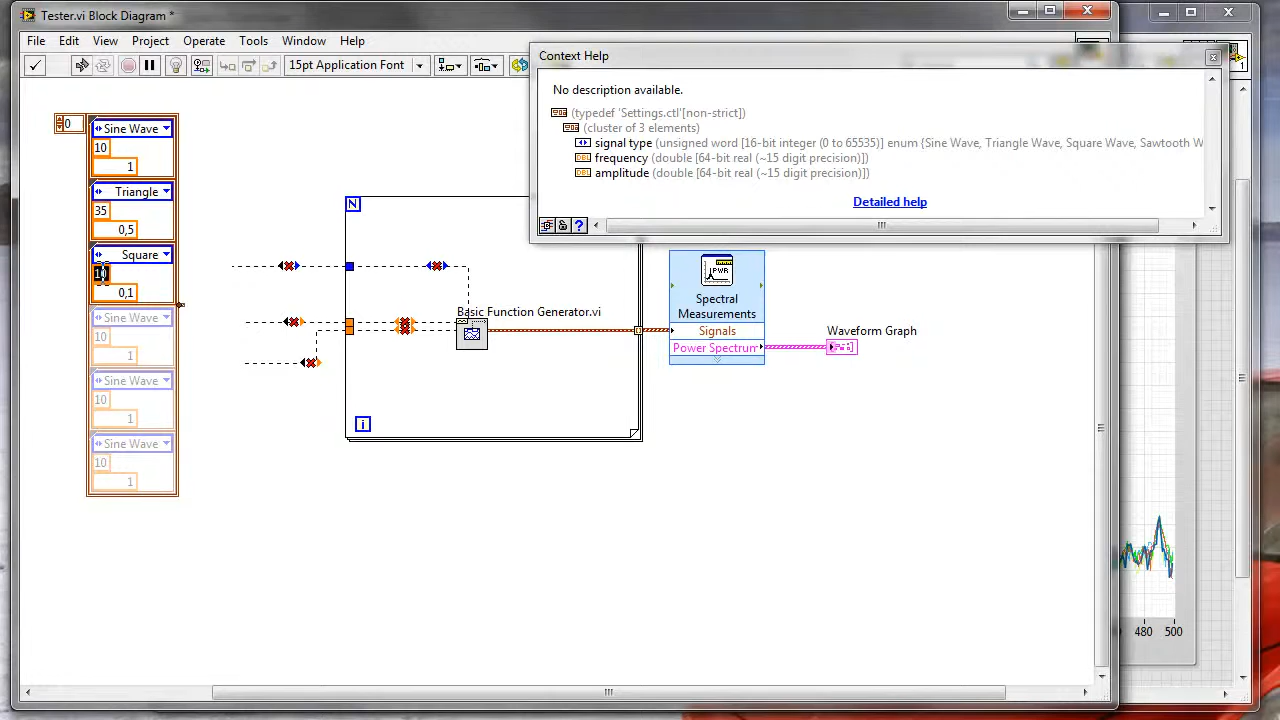 Tester.vi Block Diagram *
File Edit View Project Operate Tools Window Help
15pt Application Font
Context Help
No description available.
(typedef 'Settings.ctl'[non-strict])
(cluster of 3 elements)
signal type (unsigned word [16-bit integer (0 to 65535)] enum {Sine Wave, Triangle Wave, Square Wave, Sawtooth W
frequency (double [64-bit real (~15 digit precision)])
amplitude (double [64-bit real (~15 digit precision)])
Detailed help
1
0
Sine Wave
10
1
Triangle
35
0,5
Square
0,1
Sine Wave
10
1
Sine Wave
10
1
Sine Wave
10
1
N
Basic Function Generator.vi
i
PWR
Spectral
Measurements
Signals
Power Spectrum
Waveform Graph
480 500